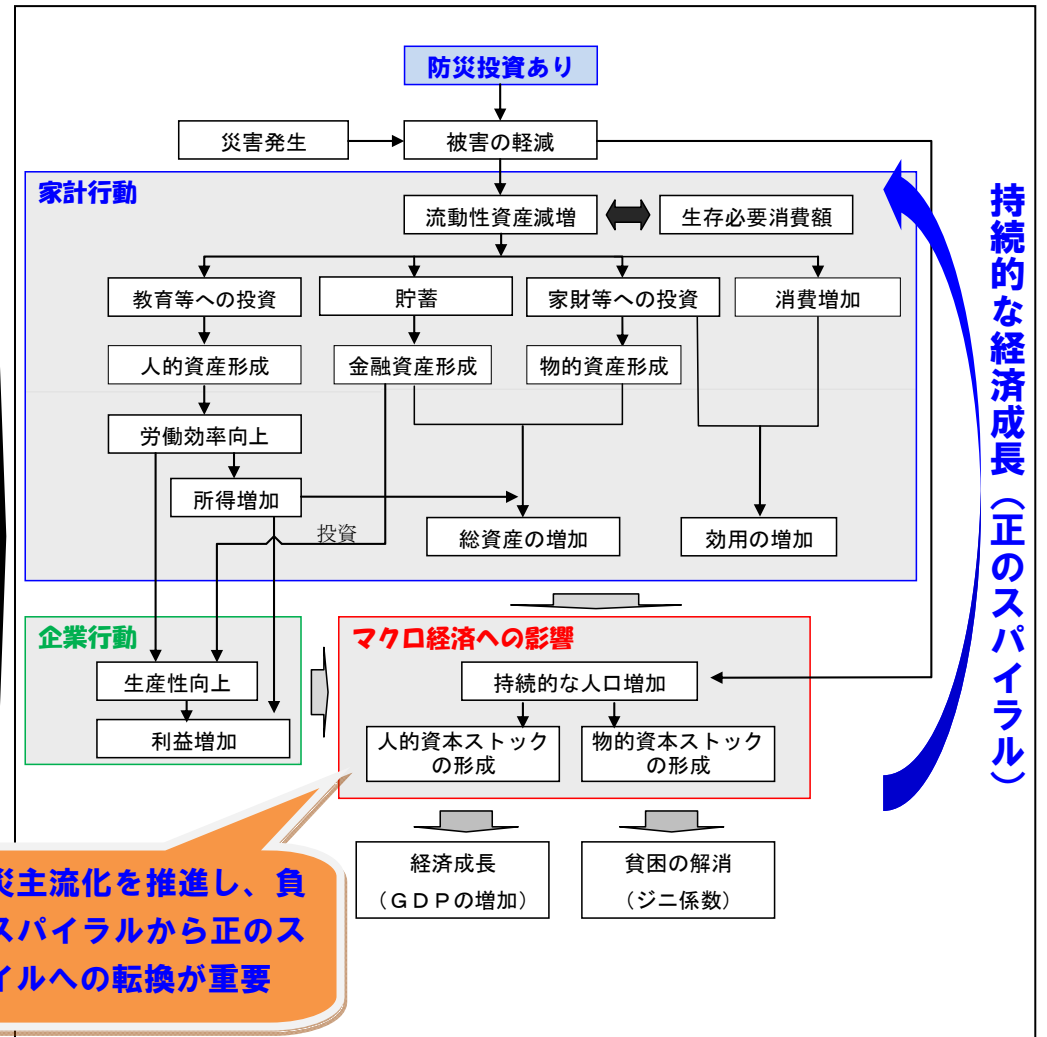 防災投資あり
災害発生
被害の軽減
家計行動
流動性資産減増
生存必要消費額
教育等への投資
貯蓄
家財等への投資
消費増加
人的資産形成
金融資産形成
物的資産形成
労働効率向上
所得増加
投資
総資産の増加
効用の増加
企業行動
生産性向上
利益増加
マクロ経済への影響
持続的な人口増加
人的資本ストック
の形成
物的資本ストック
の形成
経済成長
（ＧＤＰの増加）
貧困の解消
（ジニ係数）
災主流化を推進し、負
スパイラルから正のス
イルへの転換が重要
持続的な経済成長（正のスパイラル）